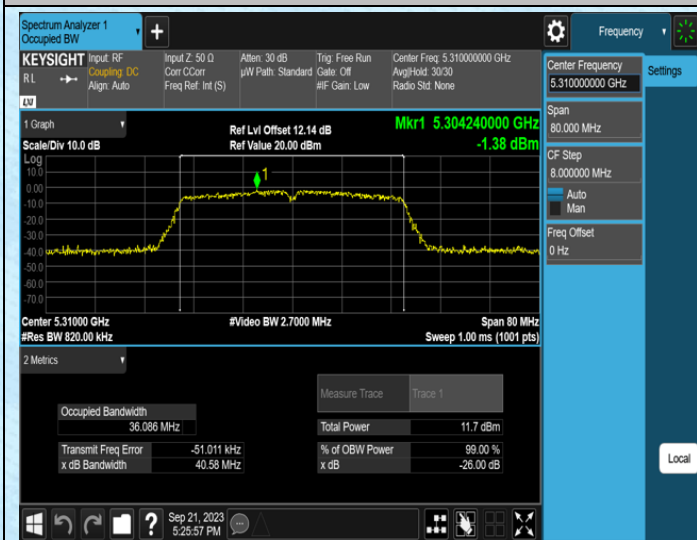 Spectrum Analyzer 1
Occupied BW
+
Frequency
KEYSIGHT
R L
LXI
Input: RF
Coupling: DC
Align: Auto
Input Z: 50 Ω
Corr CCorr
Freq Ref: Int (S)
Atten: 30 dB
µW Path: Standard
Trig: Free Run
Gate: Off
#IF Gain: Low
Center Freq: 5.310000000 GHz
Avg|Hold: 30/30
Radio Std: None
Center Frequency
5.310000000 GHz
Settings
Span
80.000 MHz
CF Step
8.000000 MHz
Auto
Man
Freq Offset
0 Hz
1 Graph
Scale/Div 10.0 dB
Ref Lvl Offset 12.14 dB
Ref Value 20.00 dBm
Mkr1 5.304240000 GHz
-1.38 dBm
Log
10.0
0.00
-10.0
-20.0
-30.0
-40.0
-50.0
-60.0
-70.0
1
Center 5.31000 GHz
#Res BW 820.00 kHz
#Video BW 2.7000 MHz
Span 80 MHz
Sweep 1.00 ms (1001 pts)
2 Metrics
Measure Trace
Trace 1
Occupied Bandwidth
36.086 MHz
Total Power
11.7 dBm
Transmit Freq Error
-51.011 kHz
% of OBW Power
99.00 %
x dB Bandwidth
40.58 MHz
x dB
-26.00 dB
Local
?
Sep 21, 2023
5:25:57 PM